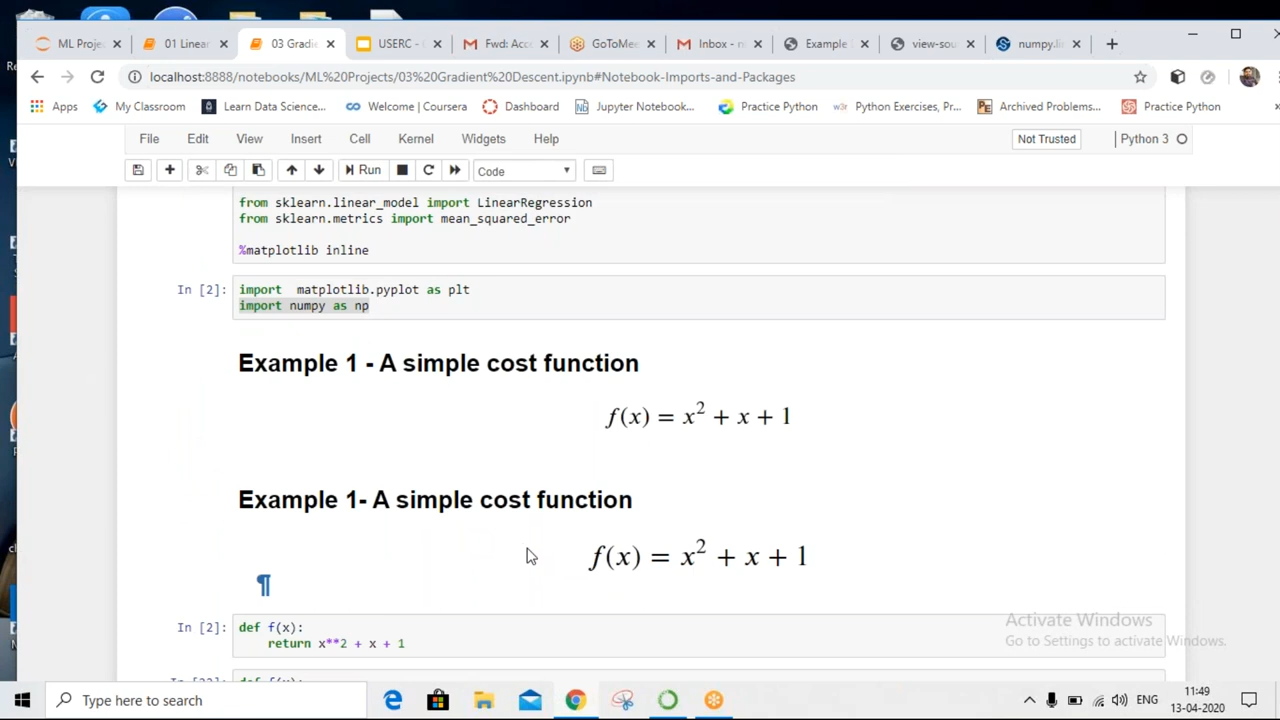 ML Proje
01 Linear
03 Gradie
USERC -
Fwd: Acc
GoToMee
Inbox -
Example
view-sou
numpy.lin
localhost:8888/notebooks/ML%20Projects/03%20Gradient%20Descent.ipynb#Notebook-Imports-and-Packages
Apps
My Classroom
Learn Data Science...
Welcome | Coursera
Dashboard
Jupyter Notebook...
Practice Python
Python Exercises, Pr...
Archived Problems...
Practice Python
File Edit View Insert Cell Kernel Widgets Help
Not Trusted
Python 3
Run
Code
from sklearn.linear_model import LinearRegression
from sklearn.metrics import mean_squared_error
%matplotlib inline
In [2]:
import  matplotlib.pyplot as plt
import numpy as np
Example 1 - A simple cost function
f(x) = x² + x + 1
Example 1- A simple cost function
f(x) = x² + x + 1
¶
In [2]:
def f(x):
return x**2 + x + 1
Activate Windows
Go to Settings to activate Windows.
Type here to search
ENG
11:49
13-04-2020